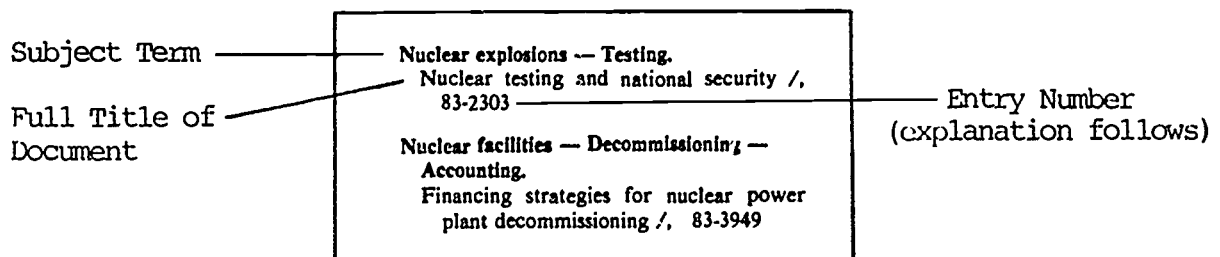 Subject Term
Full Title of
Document
Nuclear explosions — Testing.
Nuclear testing and national security /,
83-2303
Nuclear facilities — Decommissioning —
Accounting.
Financing strategies for nuclear power
plant decommissioning /, 83-3949
Entry Number
(explanation follows)